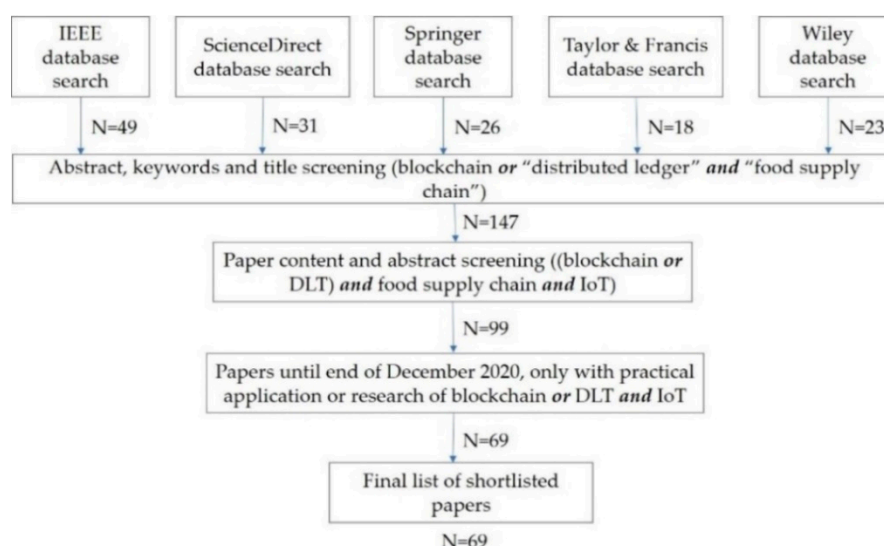 IEEE
database
search
ScienceDirect
database search
Springer
database
search
Taylor & Francis
database search
Wiley
database
search
N=49
N=31
N=26
N=18
N=23
Abstract, keywords and title screening (blockchain or “distributed ledger” and “food supply
chain”)
N=147
Paper content and abstract screening ((blockchain or
DLT) and food supply chain and IoT)
N=99
Papers until end of December 2020, only with practical
application or research of blockchain or DLT and IoT
N=69
Final list of shortlisted
papers
N=69